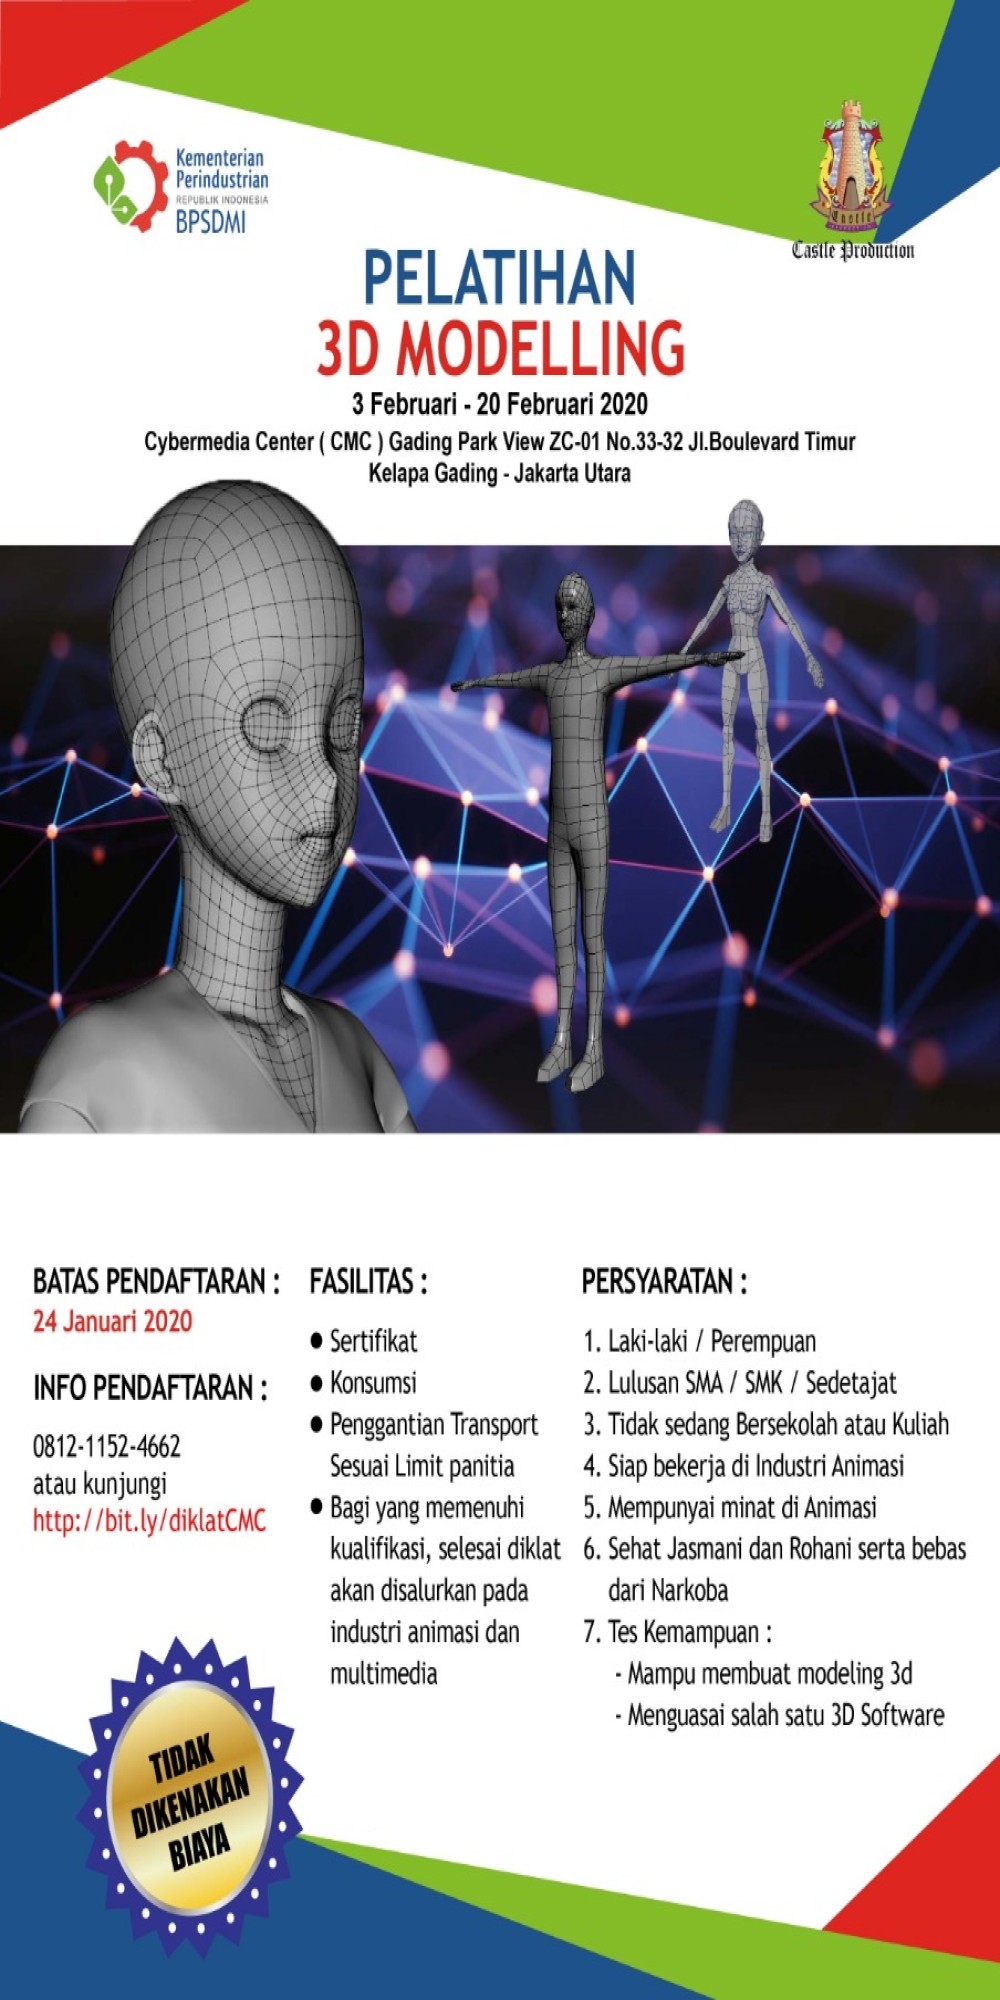 Kementerian
Perindustrian
REPUBLIK INDONESIA
BPSDMI
Castle
Castle Production
PELATIHAN
3D MODELLING
3 Februari - 20 Februari 2020
Cybermedia Center ( CMC ) Gading Park View ZC-01 No.33-32 Jl.Boulevard Timur
Kelapa Gading - Jakarta Utara
BATAS PENDAFTARAN :
24 Januari 2020
INFO PENDAFTARAN :
0812-1152-4662
atau kunjungi
http://bit.ly/diklatCMC
FASILITAS :
● Sertifikat
● Konsumsi
● Penggantian Transport
Sesuai Limit panitia
● Bagi yang memenuhi
kualifikasi, selesai diklat
akan disalurkan pada
industri animasi dan
multimedia
PERSYARATAN :
1. Laki-laki / Perempuan
2. Lulusan SMA / SMK / Sedetajat
3. Tidak sedang Bersekolah atau Kuliah
4. Siap bekerja di Industri Animasi
5. Mempunyai minat di Animasi
6. Sehat Jasmani dan Rohani serta bebas
dari Narkoba
7. Tes Kemampuan :
- Mampu membuat modeling 3d
- Menguasai salah satu 3D Software
TIDAK
DIKENAKAN
BIAYA